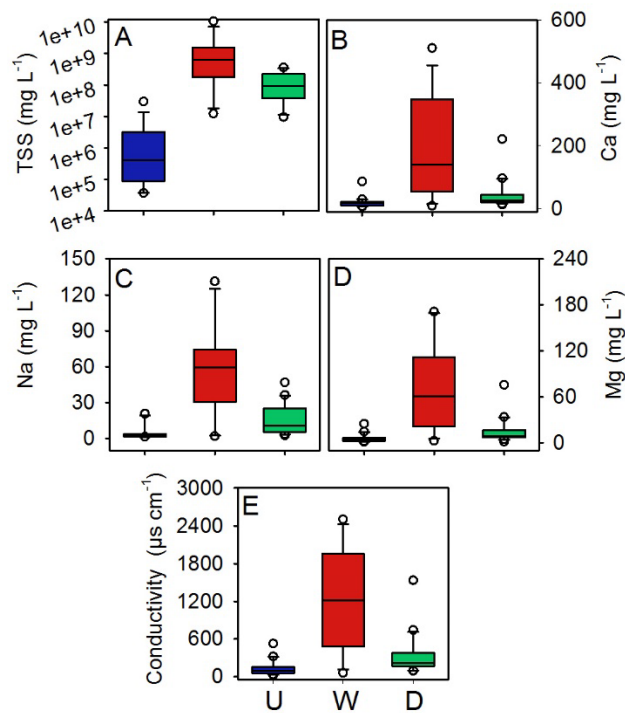 A
B
1e+10
1e+9
1e+8
1e+7
1e+6
1e+5
1e+4
TSS (mg L⁻¹)
600
400
200
0
Ca (mg L⁻¹)
C
D
150
120
90
60
30
0
Na (mg L⁻¹)
240
180
120
60
0
Mg (mg L⁻¹)
E
3000
2400
1800
1200
600
0
Conductivity (µs cm⁻¹)
U W D